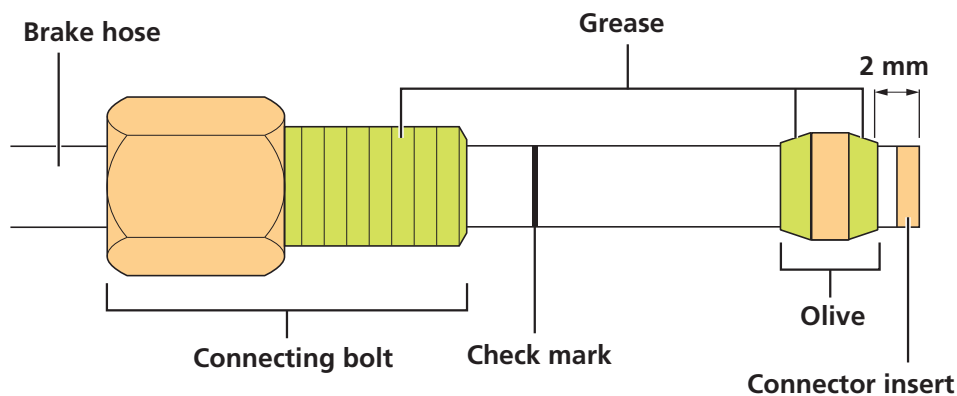 Grease
Brake hose
2 mm
Olive
Connecting bolt
Check mark
Connector insert